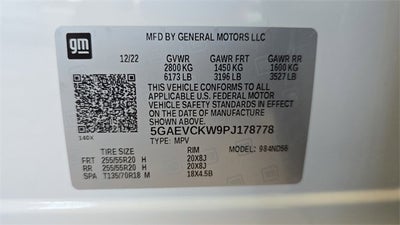 gm
MFD BY GENERAL MOTORS LLC
12/22 GVWR GAWR FRT GAWR RR
2800 KG 1450 KG 1600 KG
6173 LB 3196 LB 3527 LB
THIS VEHICLE CONFORMS TO ALL
APPLICABLE U.S. FEDERAL MOTOR
VEHICLE SAFETY STANDARDS IN
EFFECT ON THE DATE OF MANUFACTURE
SHOWN ABOVE.
5GAEVCKW9PJ178778
TYPE: MPV MODEL:
TIRE SIZE RIM
FRT 255/55R20 H 20X8J
RR 255/55R20 H 20X8J
SPA T135/70R18 M 18X4.5B